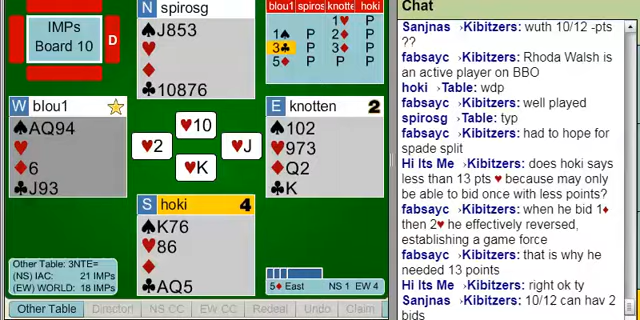 IMPs
Board 10
D
N spirosg
♠J853
♥
♦
♣10876
blou1 spiros knotte hoki
1♥ P
1♠ P 2♦ P
3♣ P 3♦ P
5♦ P P P
W blou1
♠AQ94
♥
♦6
♣J93
♥10
♥2
♥J
♥K
E knotten 2
♠102
♥973
♦Q2
♣K
S hoki 4
♠K76
♥86
♦
♣AQ5
Other Table: 3NTE=
(NS) IAC: 21 IMPs
(EW) WORLD: 18 IMPs
5♦ East NS 1 EW 4
Other Table Director! NS CC EW CC Redeal Undo Claim
Chat
Sanjnas →Kibitzers: wuth 10/12 -pts
??
fabsayc →Kibitzers: Rhoda Walsh is
an active player on BBO
hoki →Table: wdp
fabsayc →Kibitzers: well played
spirosg →Table: typ
fabsayc →Kibitzers: had to hope for
spade split
Hi Its Me →Kibitzers: does hoki says
less than 13 pts ♥ because may only
be able to bid once with less points?
fabsayc →Kibitzers: when he bid 1♦
then 2♥ he effectively reversed,
establishing a game force
fabsayc →Kibitzers: that is why he
needed 13 points
Hi Its Me →Kibitzers: right ok ty
Sanjnas →Kibitzers: 10/12 can hav 2
bids